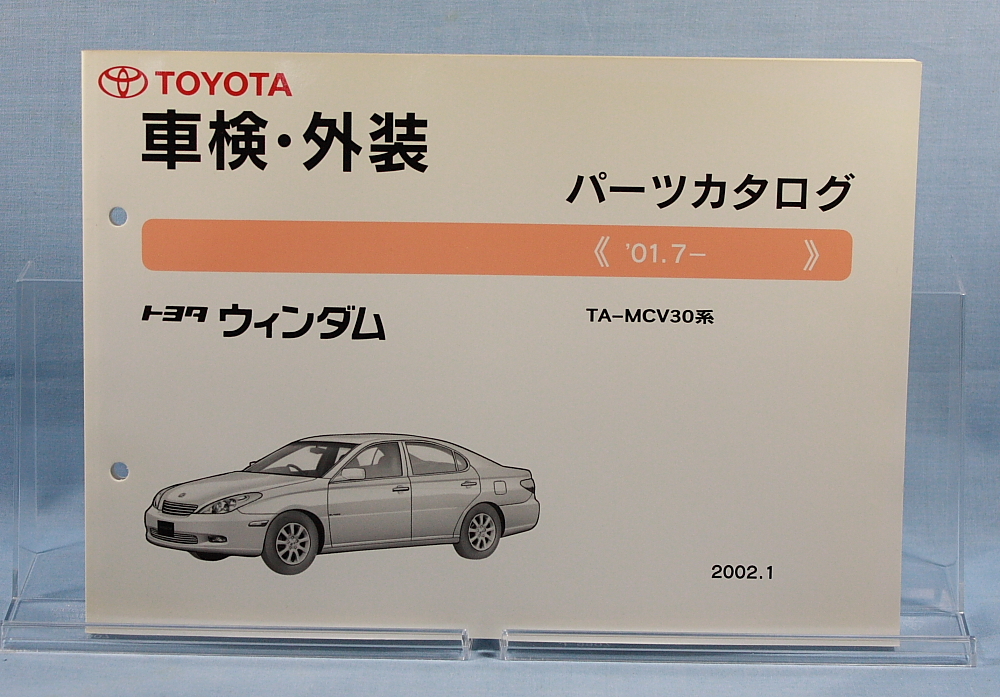 TOYOTA
車検・外装
パーツカタログ
《 '01.7− 》
トヨタ ウィンダム
TA−MCV30系
2002.1